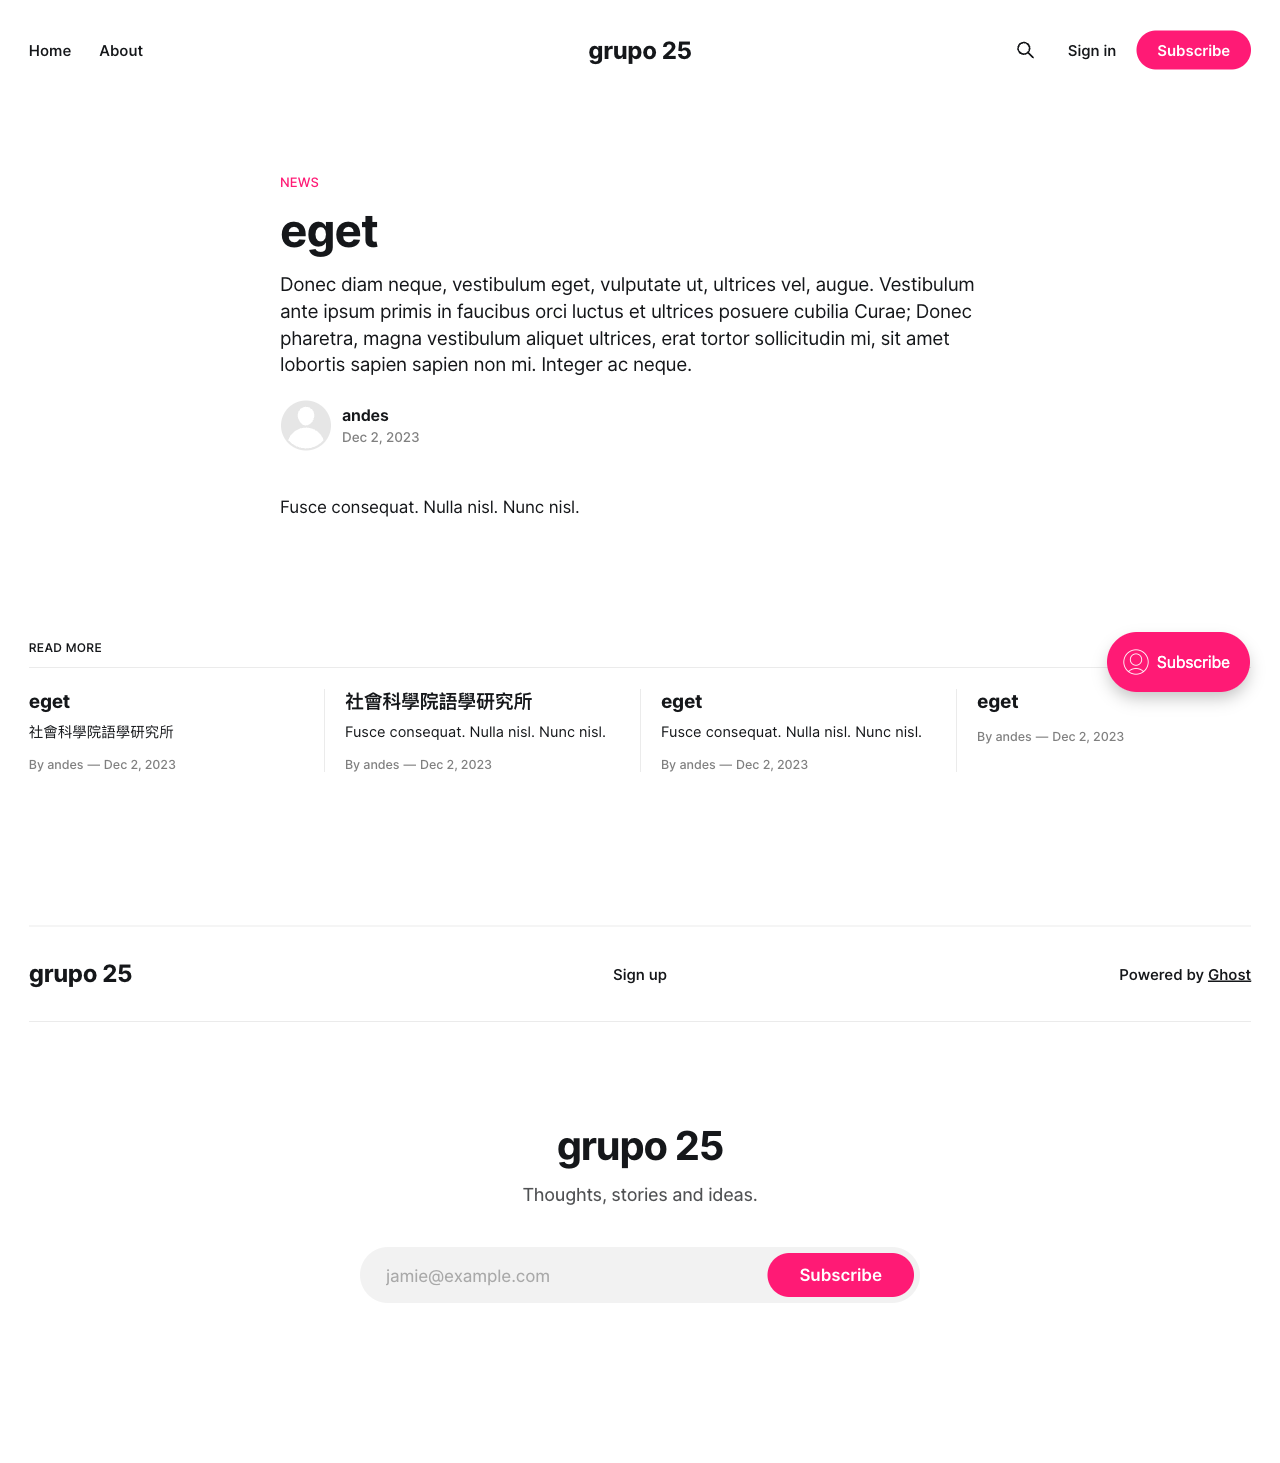 Home About grupo 25 Sign in Subscribe
NEWS
eget
Donec diam neque, vestibulum eget, vulputate ut, ultrices vel, augue. Vestibulum
ante ipsum primis in faucibus orci luctus et ultrices posuere cubilia Curae; Donec
pharetra, magna vestibulum aliquet ultrices, erat tortor sollicitudin mi, sit amet
lobortis sapien sapien non mi. Integer ac neque.
andes
Dec 2, 2023
Fusce consequat. Nulla nisl. Nunc nisl.
READ MORE
Subscribe
eget
社會科學院語學研究所
By andes — Dec 2, 2023
社會科學院語學研究所
Fusce consequat. Nulla nisl. Nunc nisl.
By andes — Dec 2, 2023
eget
Fusce consequat. Nulla nisl. Nunc nisl.
By andes — Dec 2, 2023
eget
By andes — Dec 2, 2023
grupo 25 Sign up Powered by Ghost
grupo 25
Thoughts, stories and ideas.
jamie@example.com Subscribe